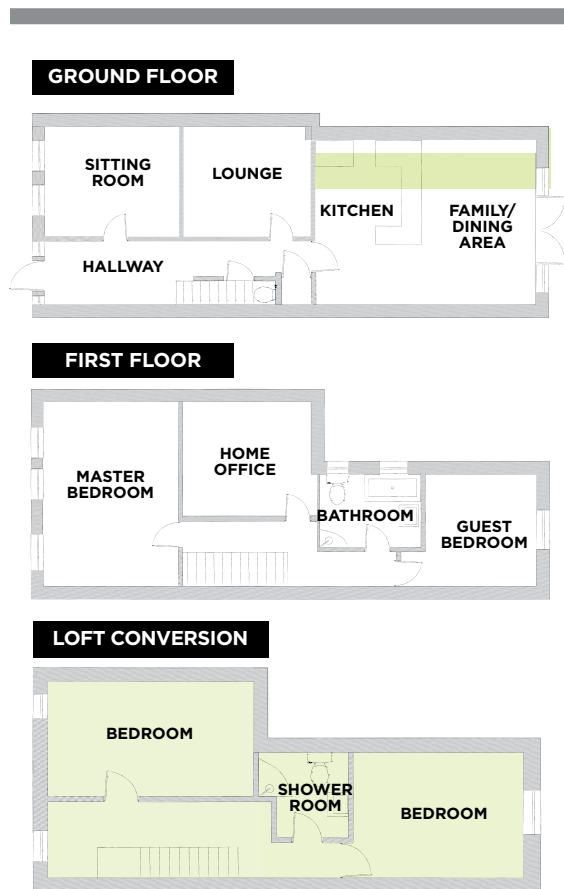 GROUND FLOOR
SITTING
ROOM
LOUNGE
KITCHEN
FAMILY/
DINING
AREA
HALLWAY
FIRST FLOOR
MASTER
BEDROOM
HOME
OFFICE
BATHROOM
GUEST
BEDROOM
LOFT CONVERSION
BEDROOM
SHOWER
ROOM
BEDROOM